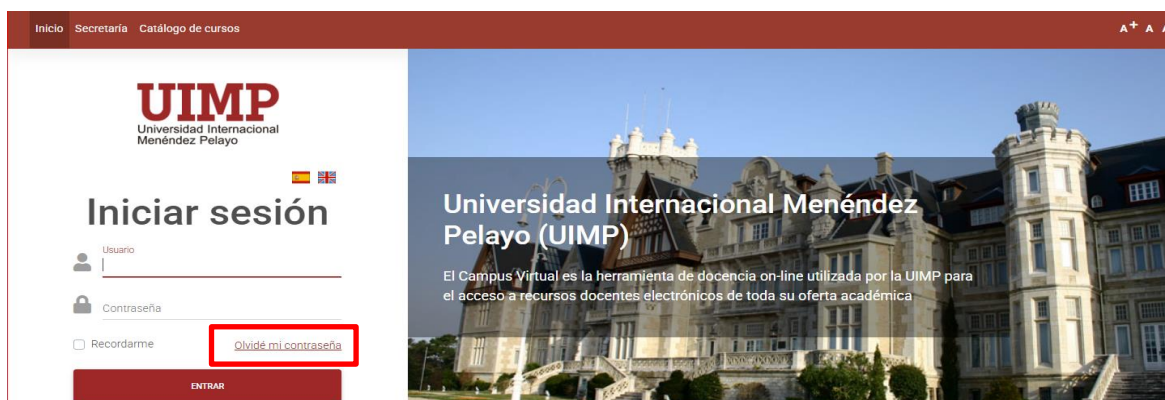 Inicio Secretaría Catálogo de cursos
A+ A
UIMP
Universidad Internacional
Menéndez Pelayo
Iniciar sesión
Usuario
Contraseña
Recordarme
Olvidé mi contraseña
ENTRAR
Universidad Internacional Menéndez
Pelayo (UIMP)
El Campus Virtual es la herramienta de docencia on-line utilizada por la UIMP para
el acceso a recursos docentes electrónicos de toda su oferta académica